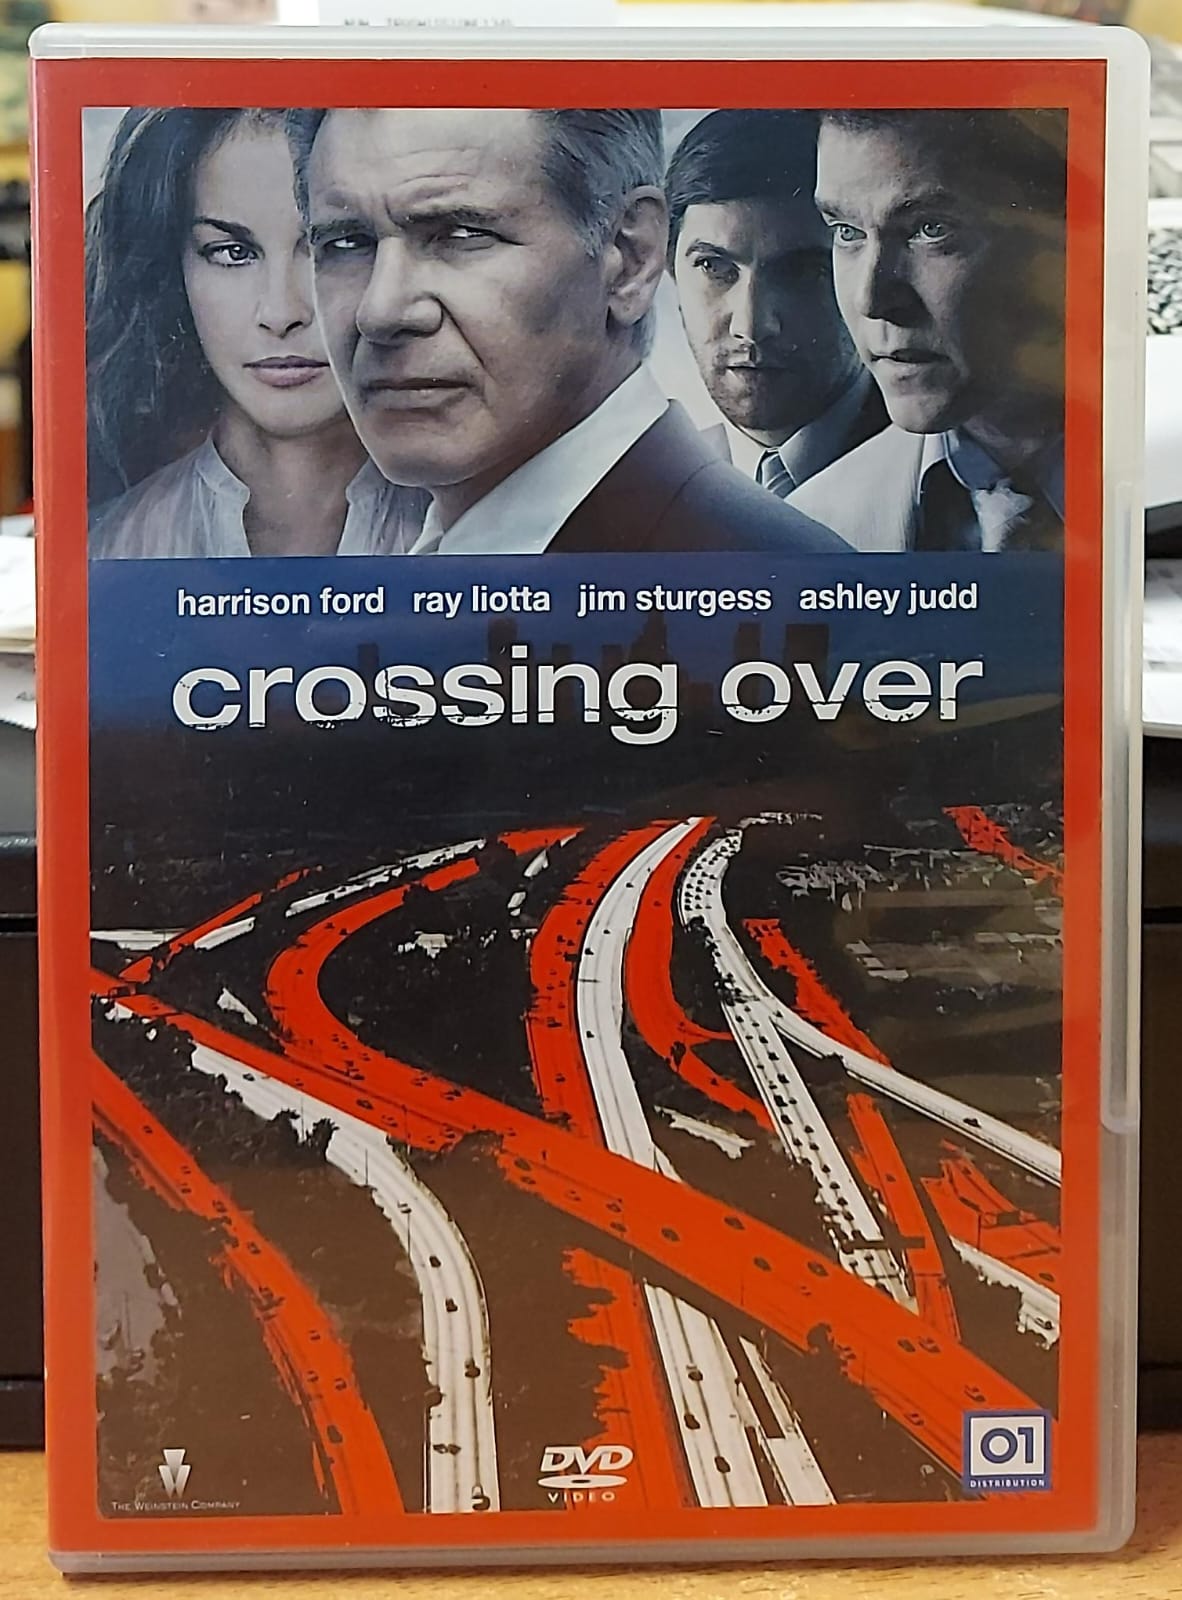 harrison ford ray liotta jim sturgess ashley judd
crossing over
THE WEINSTEIN COMPANY
DVD
VIDEO
01
DISTRIBUTION